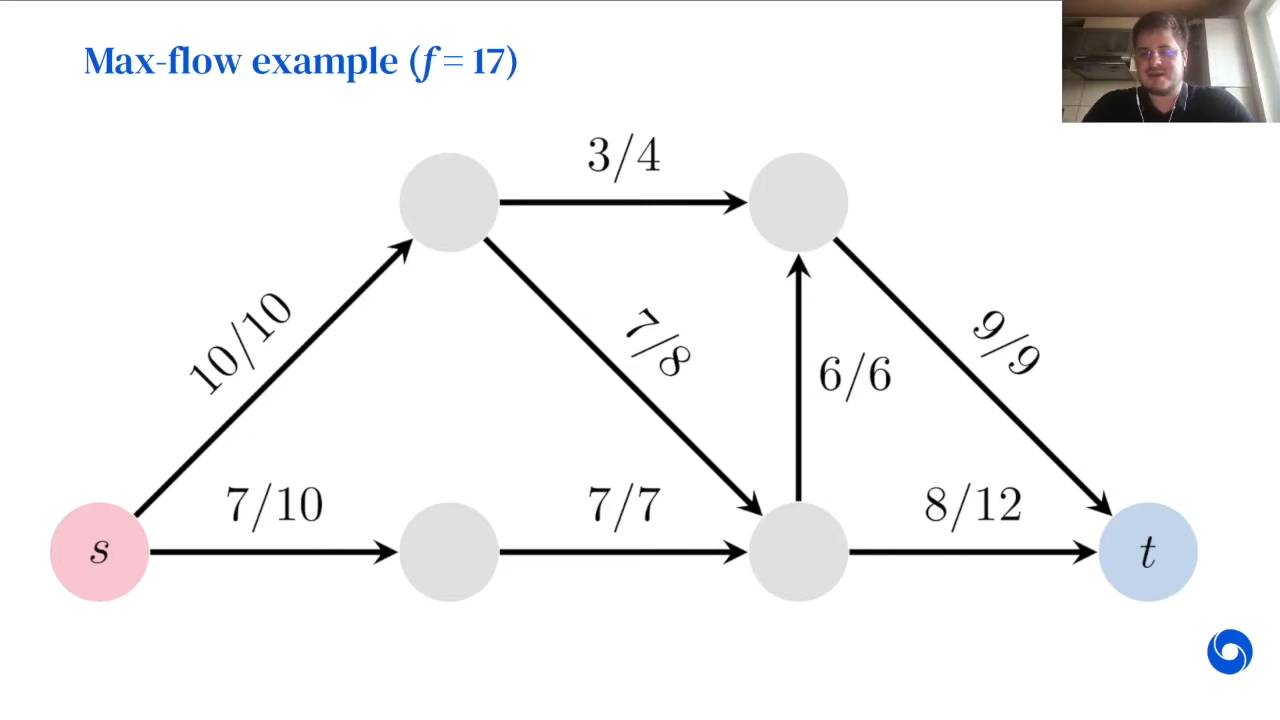 Max-flow example (f = 17)
3/4
10/10
7/8
9/9
6/6
7/10
7/7
8/12
s
t